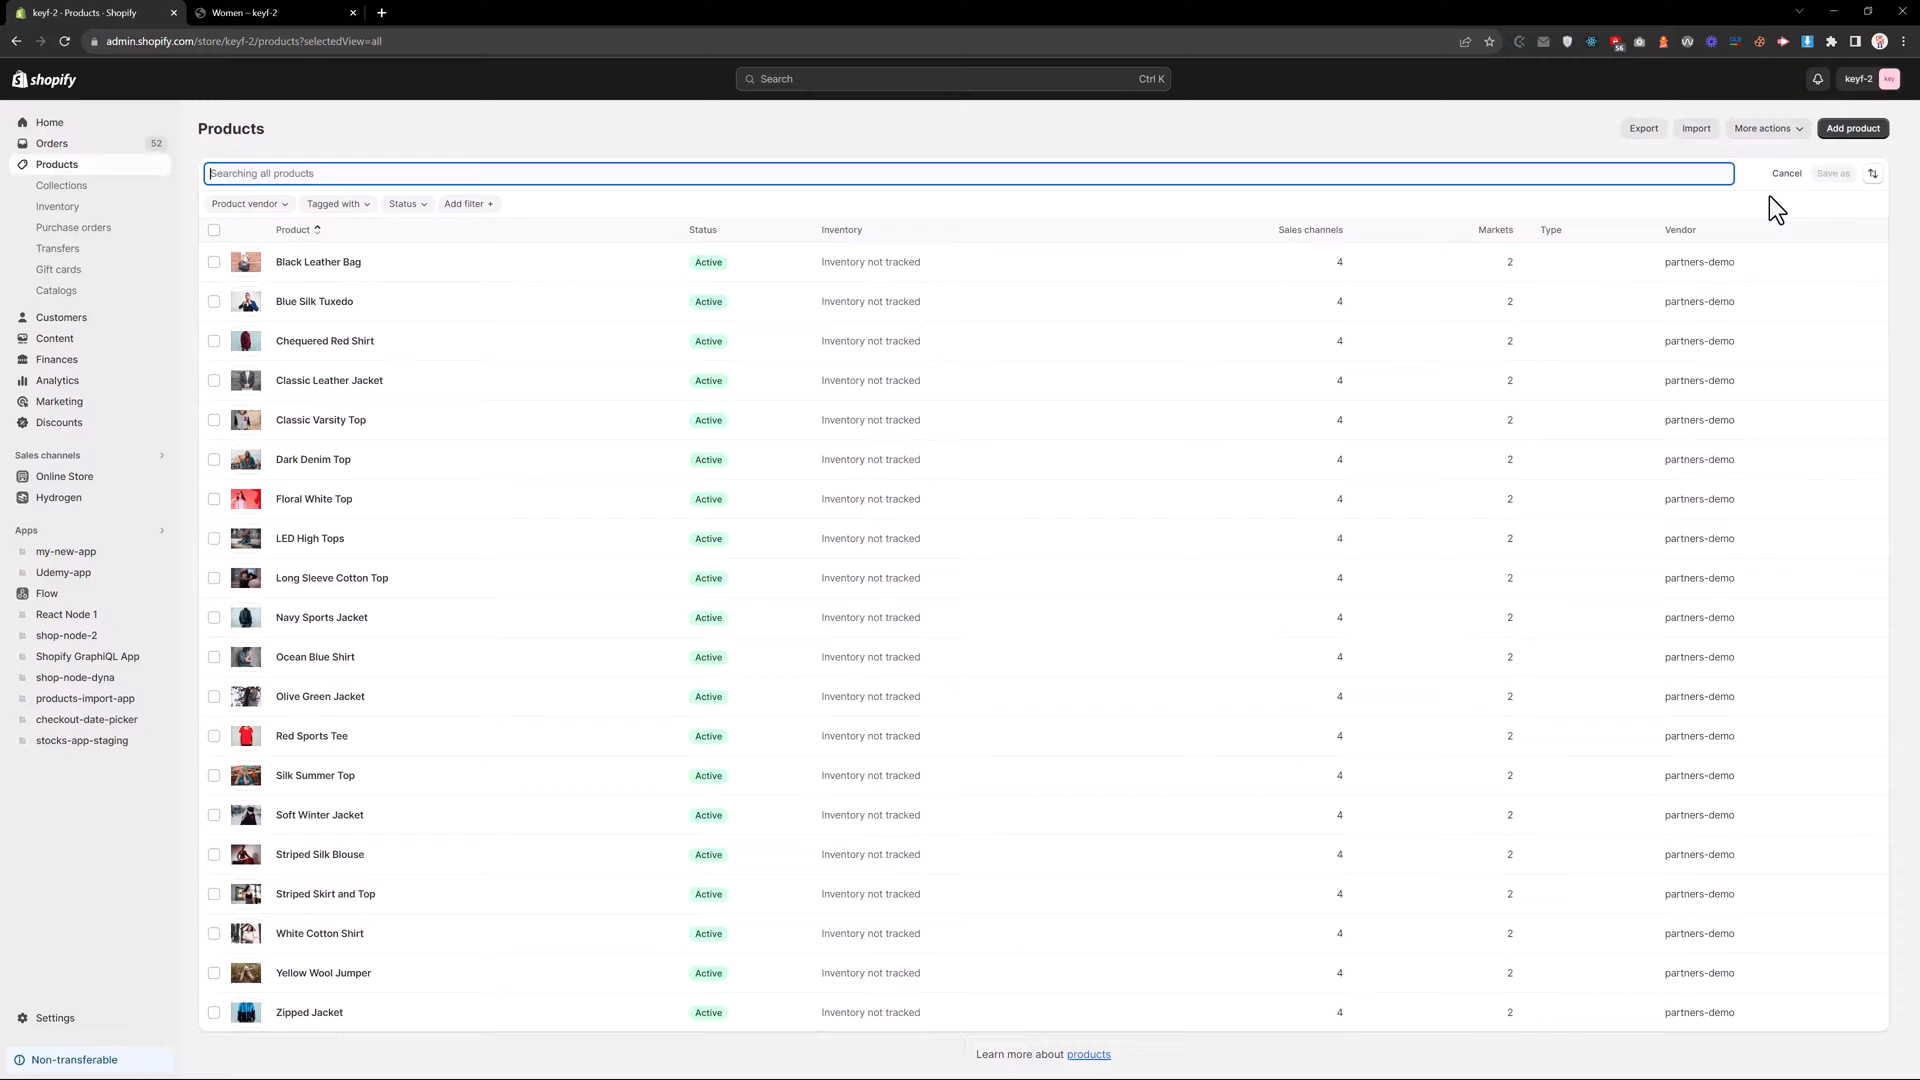 keyf-2 · Products · Shopify
Women – keyf-2
admin.shopify.com/store/keyf-2/products?selectedView=all
56
shopify
Search
Ctrl K
keyf-2
key
Home
Orders
52
Products
Collections
Inventory
Purchase orders
Transfers
Gift cards
Catalogs
Customers
Content
Finances
Analytics
Marketing
Discounts
Sales channels
Online Store
Hydrogen
Apps
my-new-app
Udemy-app
Flow
React Node 1
shop-node-2
Shopify GraphiQL App
shop-node-dyna
products-import-app
checkout-date-picker
stocks-app-staging
Settings
Non-transferable
Products
Export
Import
More actions
Add product
Searching all products
Cancel
Save as
Product vendor
Tagged with
Status
Add filter +
Product Status Inventory Sales channels Markets Type Vendor
Black Leather Bag Active Inventory not tracked 4 2 partners-demo
Blue Silk Tuxedo Active Inventory not tracked 4 2 partners-demo
Chequered Red Shirt Active Inventory not tracked 4 2 partners-demo
Classic Leather Jacket Active Inventory not tracked 4 2 partners-demo
Classic Varsity Top Active Inventory not tracked 4 2 partners-demo
Dark Denim Top Active Inventory not tracked 4 2 partners-demo
Floral White Top Active Inventory not tracked 4 2 partners-demo
LED High Tops Active Inventory not tracked 4 2 partners-demo
Long Sleeve Cotton Top Active Inventory not tracked 4 2 partners-demo
Navy Sports Jacket Active Inventory not tracked 4 2 partners-demo
Ocean Blue Shirt Active Inventory not tracked 4 2 partners-demo
Olive Green Jacket Active Inventory not tracked 4 2 partners-demo
Red Sports Tee Active Inventory not tracked 4 2 partners-demo
Silk Summer Top Active Inventory not tracked 4 2 partners-demo
Soft Winter Jacket Active Inventory not tracked 4 2 partners-demo
Striped Silk Blouse Active Inventory not tracked 4 2 partners-demo
Striped Skirt and Top Active Inventory not tracked 4 2 partners-demo
White Cotton Shirt Active Inventory not tracked 4 2 partners-demo
Yellow Wool Jumper Active Inventory not tracked 4 2 partners-demo
Zipped Jacket Active Inventory not tracked 4 2 partners-demo
Learn more about products